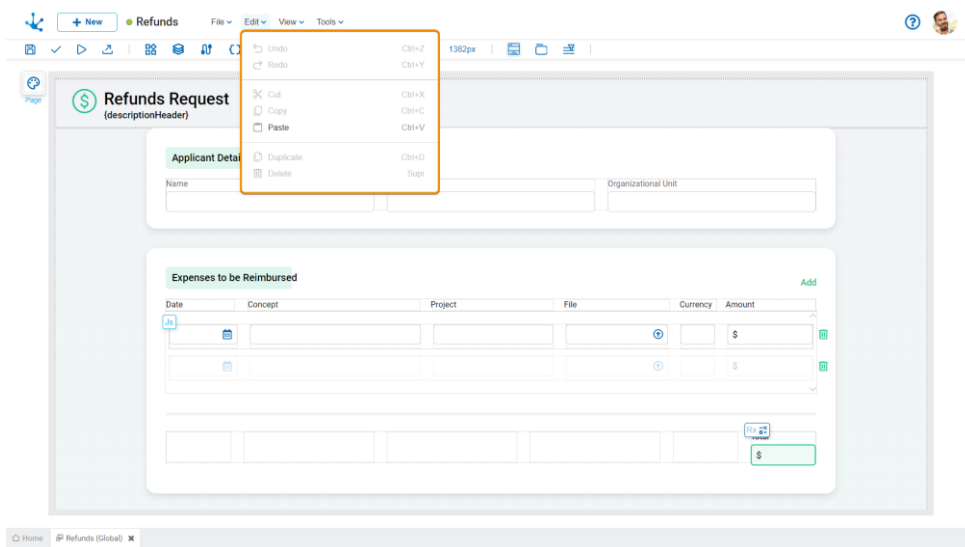 + New
Refunds
File
Edit
View
Tools
1382px
Undo Ctrl+Z
Redo Ctrl+Y
Cut Ctrl+X
Copy Ctrl+C
Paste Ctrl+V
Duplicate Ctrl+D
Delete Supr
Page
Refunds Request
{descriptionHeader}
Applicant Detai
Name
Organizational Unit
Expenses to be Reimbursed
Add
Date Concept Project File Currency Amount
Js
$
$
Rx
Total
$
Home
Refunds (Global)